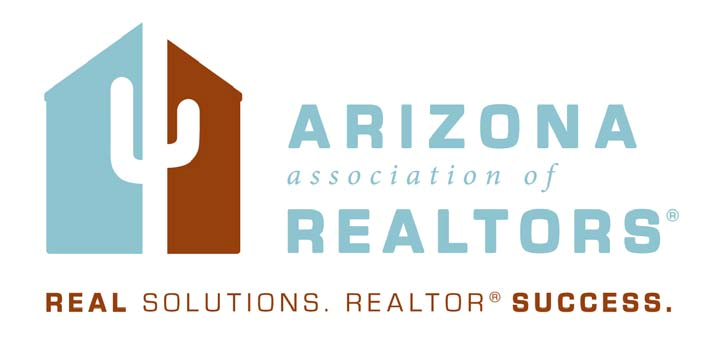 ARIZONA
association of
REALTORS®
REAL SOLUTIONS. REALTOR® SUCCESS.